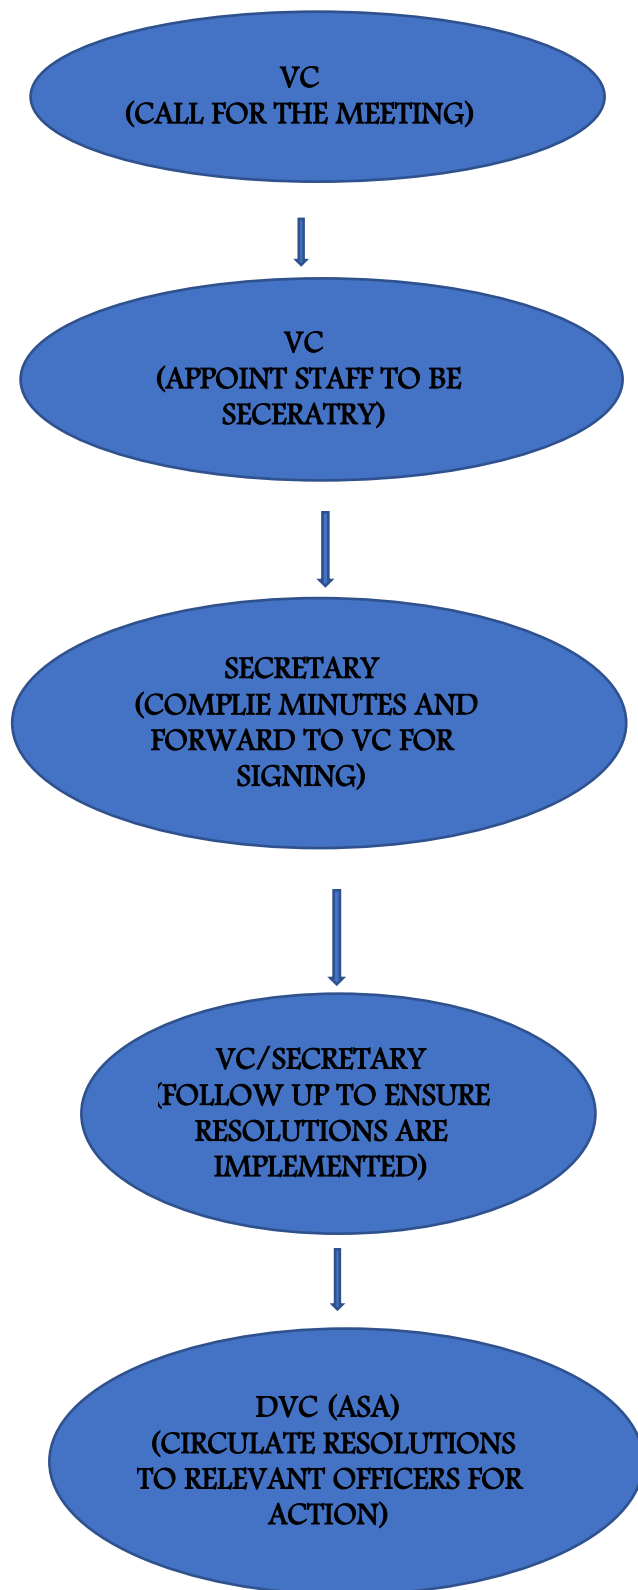 VC
(CALL FOR THE MEETING)
VC
(APPOINT STAFF TO BE
SECERATRY)
SECRETARY
(COMPLIE MINUTES AND
FORWARD TO VC FOR
SIGNING)
VC/SECRETARY
(FOLLOW UP TO ENSURE
RESOLUTIONS ARE
IMPLEMENTED)
DVC (ASA)
(CIRCULATE RESOLUTIONS
TO RELEVANT OFFICERS FOR
ACTION)